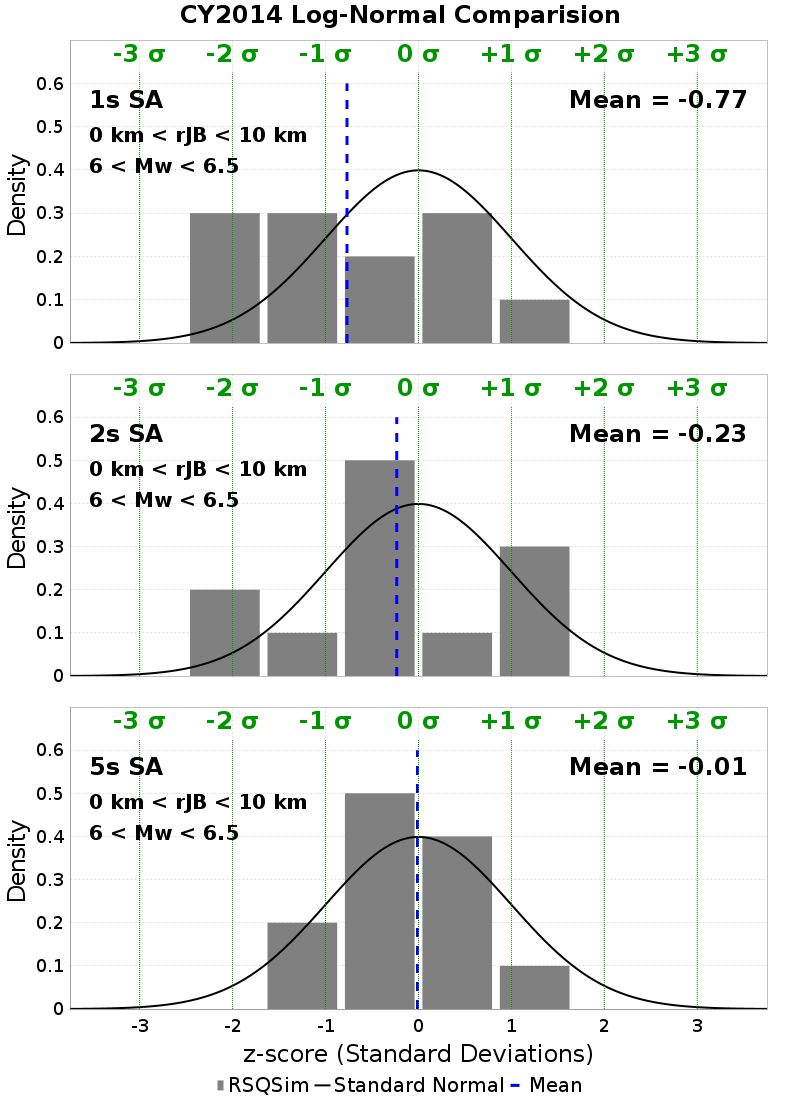 CY2014 Log-Normal Comparision
-3 σ -2 σ -1 σ 0 σ +1 σ +2 σ +3 σ
0.6
1s SA Mean = -0.77
0.5
0 km < rJB < 10 km
6 < Mw < 6.5
0.4
0.3
0.2
0.1
0
Density
-3 σ -2 σ -1 σ 0 σ +1 σ +2 σ +3 σ
0.6
2s SA Mean = -0.23
0.5
0 km < rJB < 10 km
6 < Mw < 6.5
0.4
0.3
0.2
0.1
0
Density
-3 σ -2 σ -1 σ 0 σ +1 σ +2 σ +3 σ
0.6
5s SA Mean = -0.01
0.5
0 km < rJB < 10 km
6 < Mw < 6.5
0.4
0.3
0.2
0.1
0
Density
-3 -2 -1 0 1 2 3
z-score (Standard Deviations)
RSQSim Standard Normal Mean